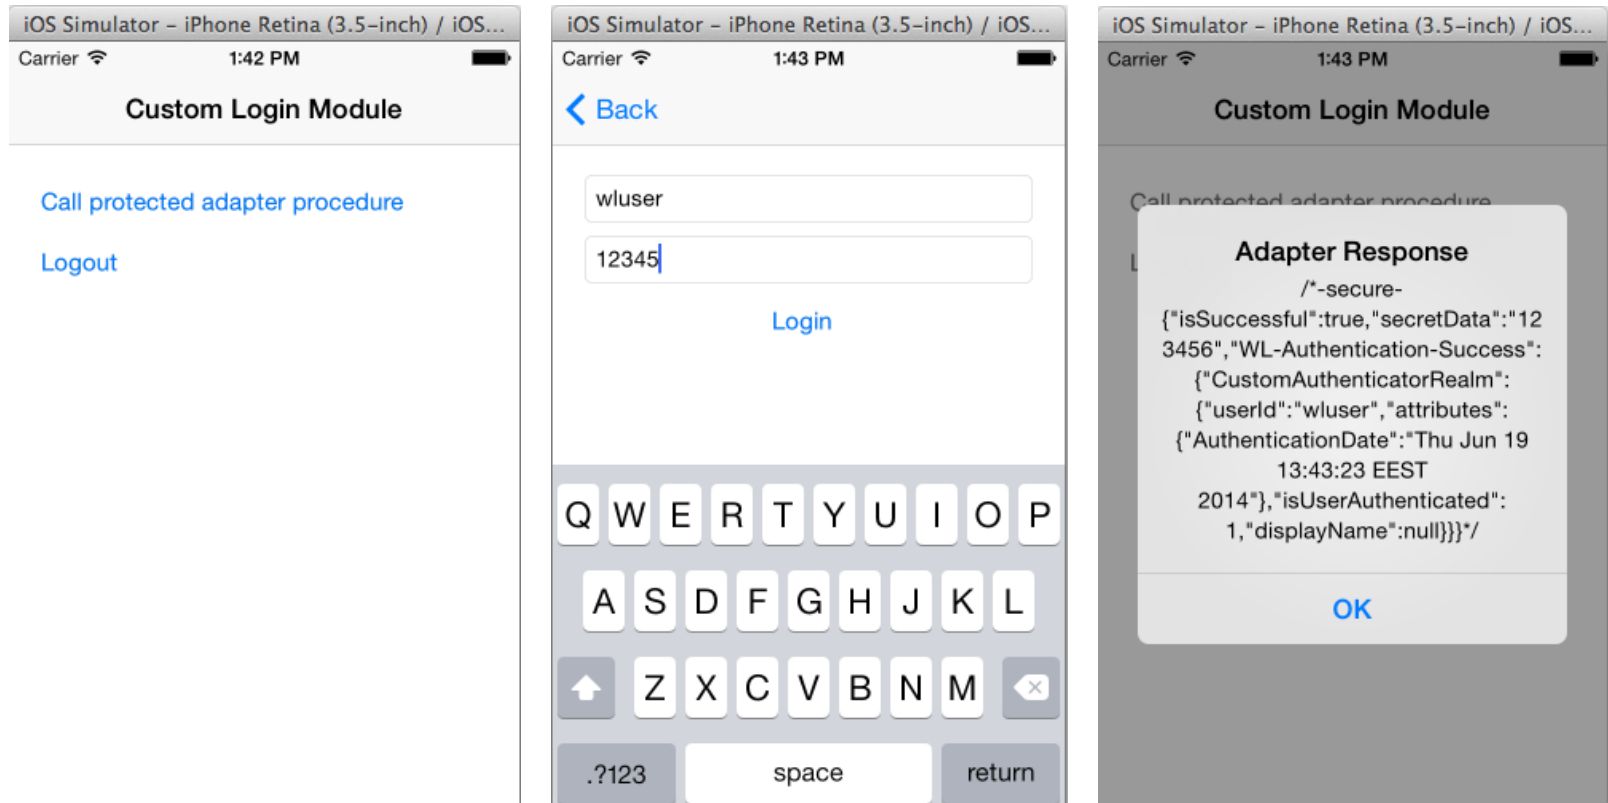 iOS Simulator – iPhone Retina (3.5–inch) / iOS...
Carrier 1:42 PM
Custom Login Module
Call protected adapter procedure
Logout
iOS Simulator – iPhone Retina (3.5–inch) / iOS...
Carrier 1:43 PM
Back
wluser
12345
Login
Q W E R T Y U I O P
A S D F G H J K L
Z X C V B N M
.?123 space return
iOS Simulator – iPhone Retina (3.5–inch) / iOS...
Carrier 1:43 PM
Custom Login Module
Call protected adapter procedure
L
Adapter Response
/*-secure-
{"isSuccessful":true,"secretData":"12
3456","WL-Authentication-Success":
{"CustomAuthenticatorRealm":
{"userId":"wluser","attributes":
{"AuthenticationDate":"Thu Jun 19
13:43:23 EEST
2014"},"isUserAuthenticated":
1,"displayName":null}}}*/
OK